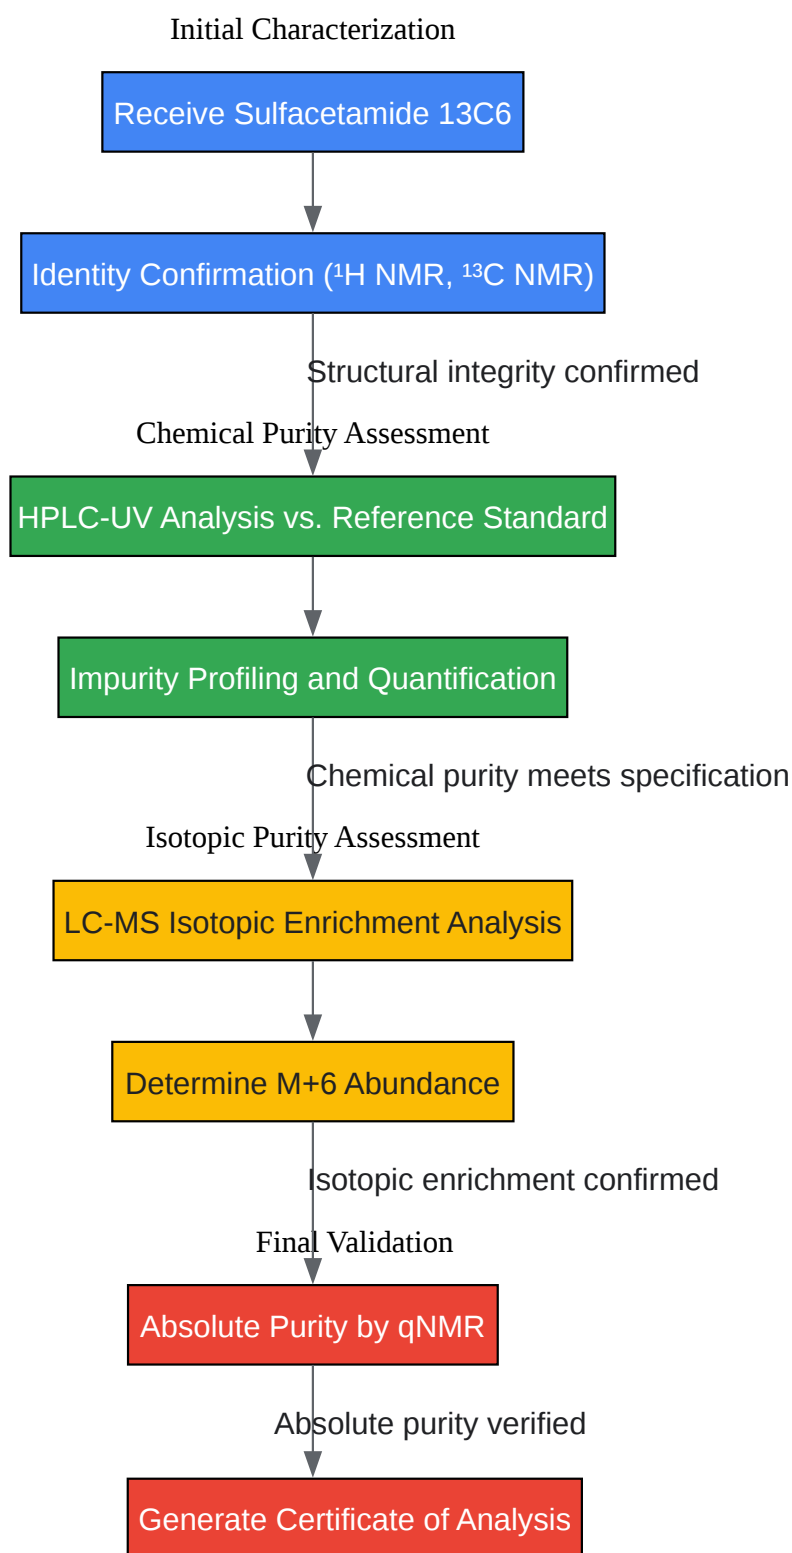 Initial Characterization
Receive Sulfacetamide 13C6
Identity Confirmation (¹H NMR, ¹³C NMR)
Structural integrity confirmed
Chemical Purity Assessment
HPLC-UV Analysis vs. Reference Standard
Impurity Profiling and Quantification
Chemical purity meets specification
Isotopic Purity Assessment
LC-MS Isotopic Enrichment Analysis
Determine M+6 Abundance
Isotopic enrichment confirmed
Final Validation
Absolute Purity by qNMR
Absolute purity verified
Generate Certificate of Analysis